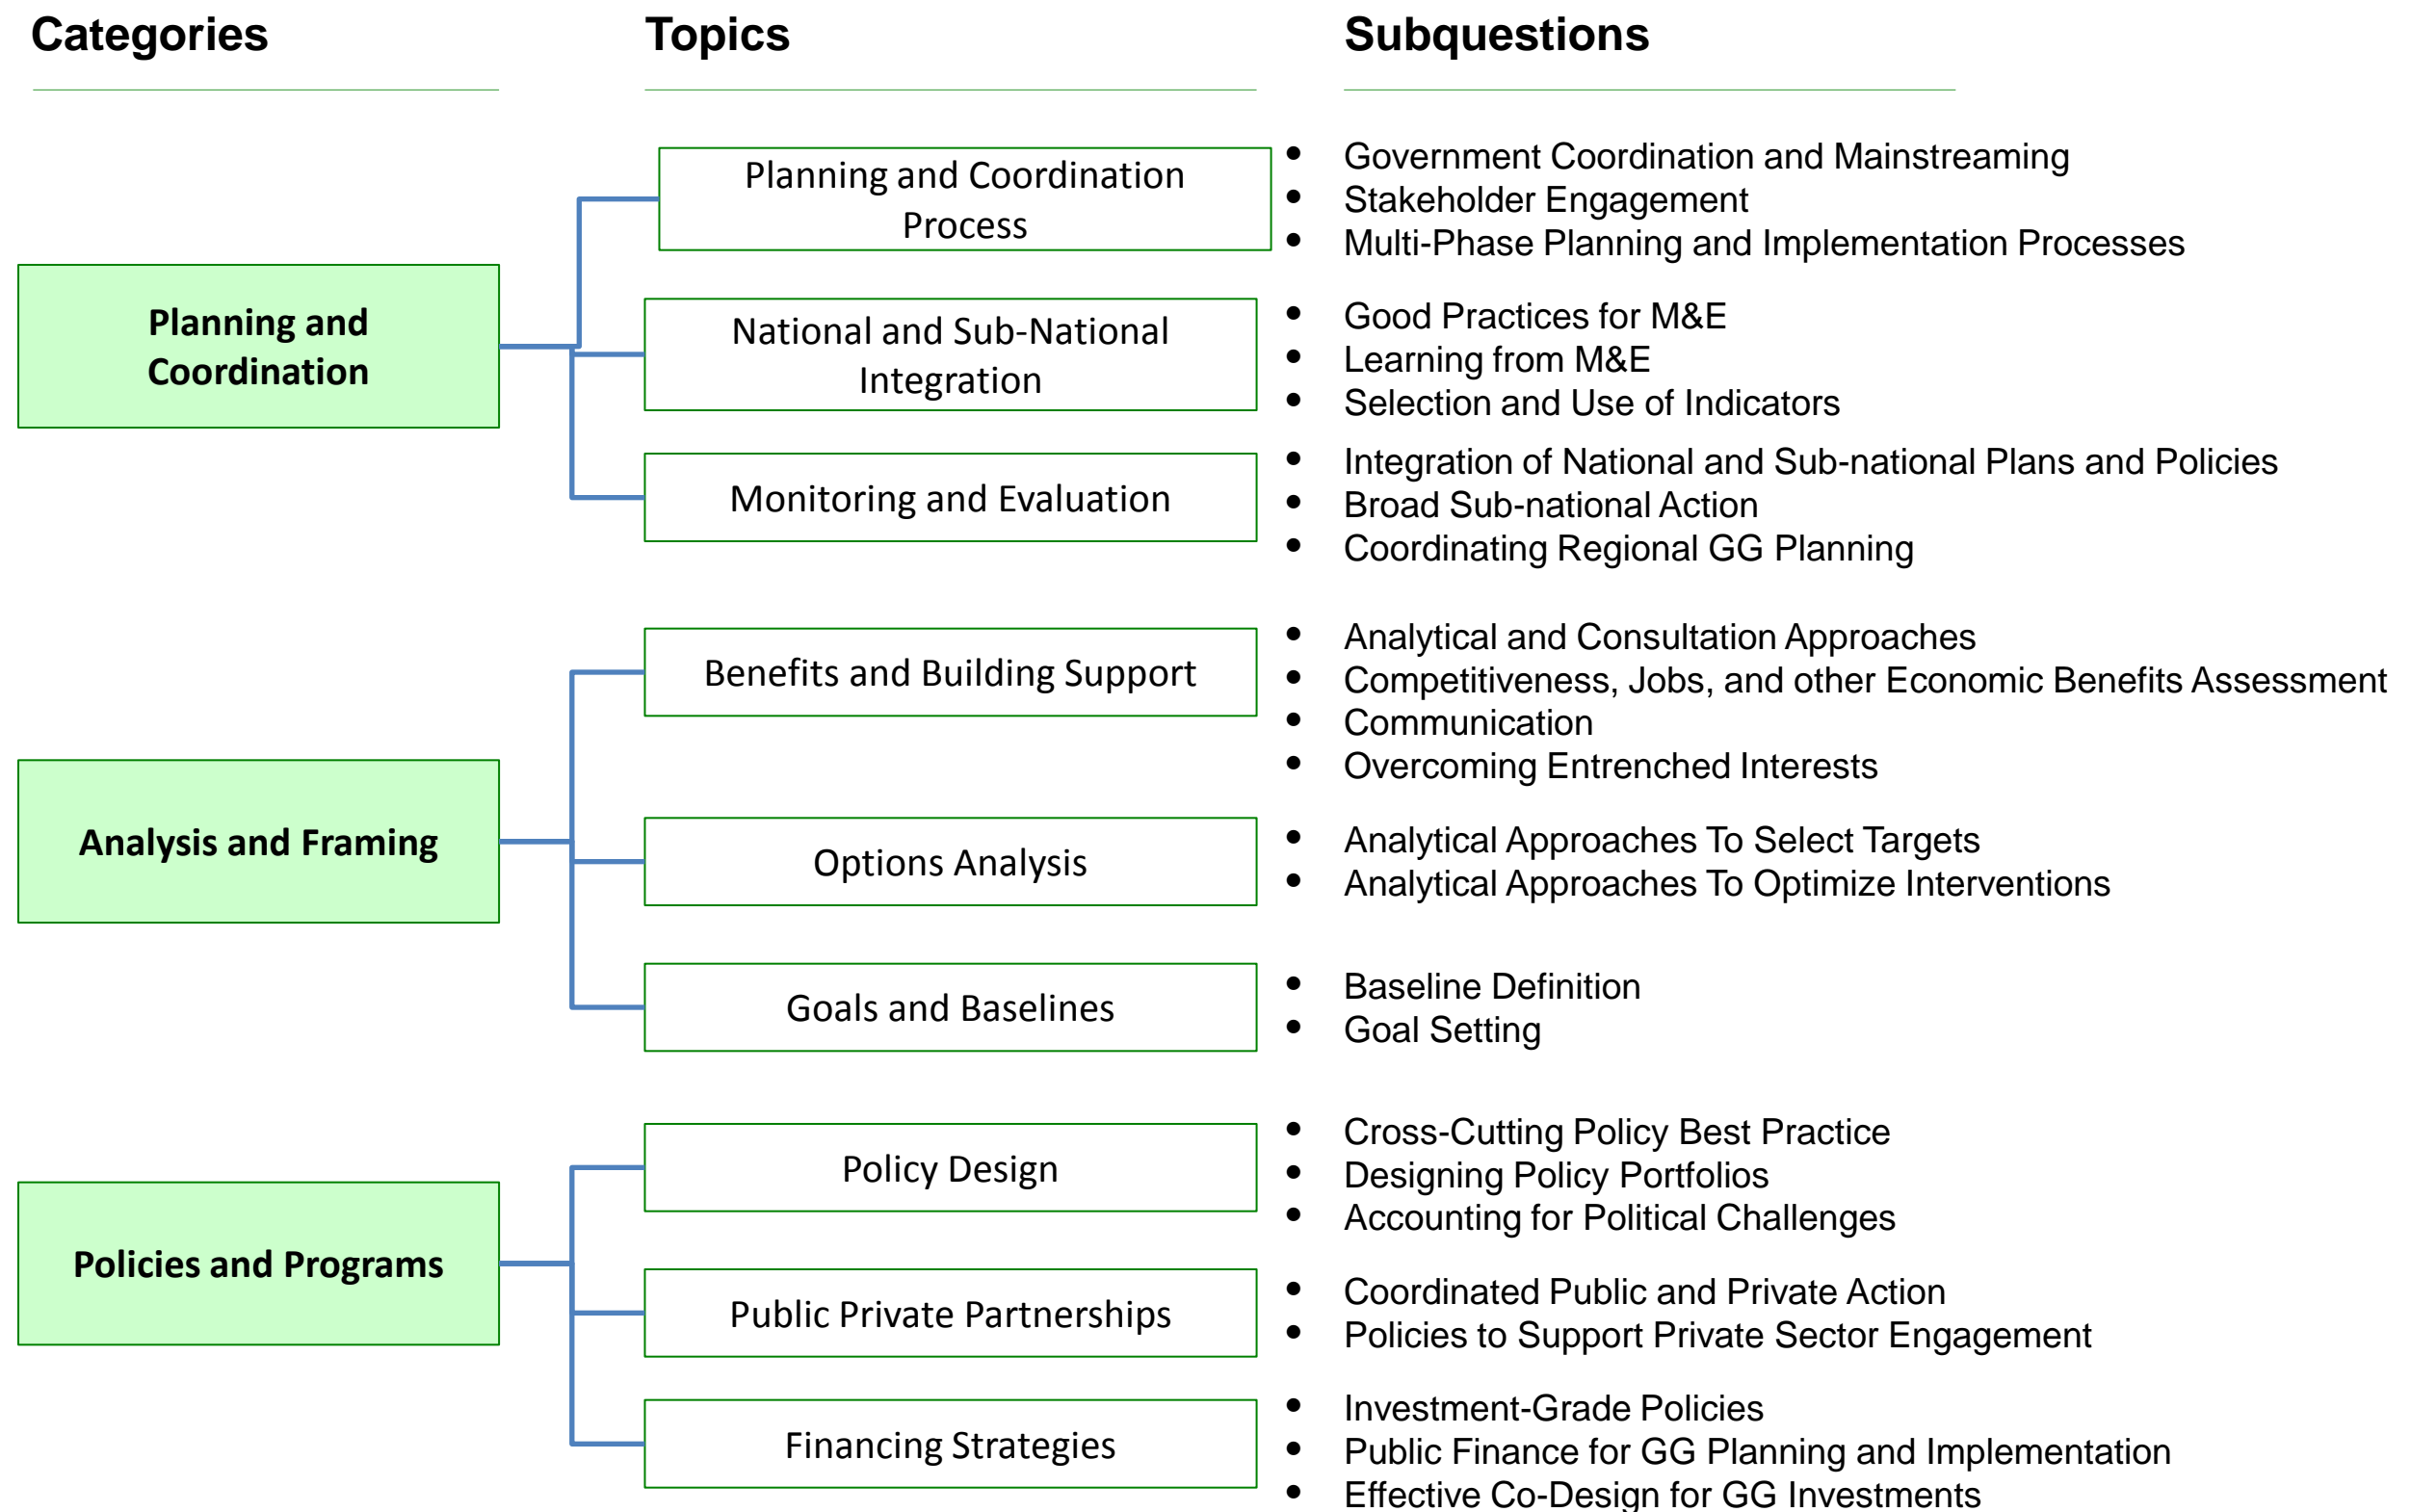 Categories
Topics
Subquestions
Planning and
Coordination
Planning and Coordination
Process
• Government Coordination and Mainstreaming
• Stakeholder Engagement
• Multi-Phase Planning and Implementation Processes
National and Sub-National
Integration
• Good Practices for M&E
• Learning from M&E
• Selection and Use of Indicators
Monitoring and Evaluation
• Integration of National and Sub-national Plans and Policies
• Broad Sub-national Action
• Coordinating Regional GG Planning
Analysis and Framing
Benefits and Building Support
• Analytical and Consultation Approaches
• Competitiveness, Jobs, and other Economic Benefits Assessment
• Communication
• Overcoming Entrenched Interests
Options Analysis
• Analytical Approaches To Select Targets
• Analytical Approaches To Optimize Interventions
Goals and Baselines
• Baseline Definition
• Goal Setting
Policies and Programs
Policy Design
• Cross-Cutting Policy Best Practice
• Designing Policy Portfolios
• Accounting for Political Challenges
Public Private Partnerships
• Coordinated Public and Private Action
• Policies to Support Private Sector Engagement
Financing Strategies
• Investment-Grade Policies
• Public Finance for GG Planning and Implementation
• Effective Co-Design for GG Investments